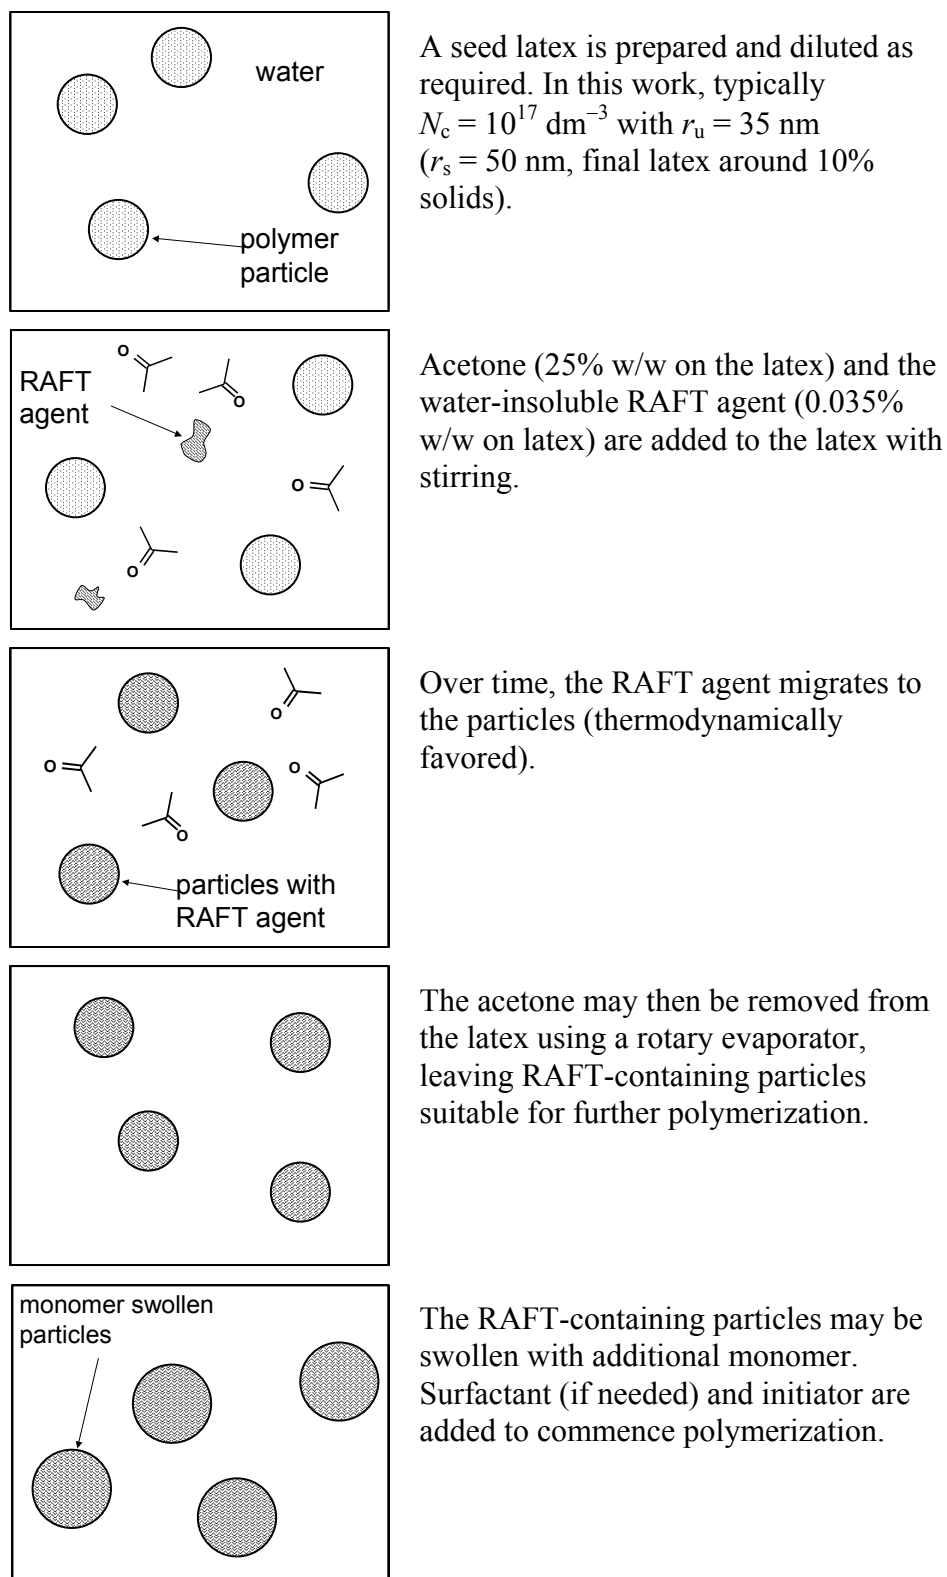 water
polymer
particle
A seed latex is prepared and diluted as
required. In this work, typically
N_c = 10^17 dm^–3 with r_u = 35 nm
(r_s = 50 nm, final latex around 10%
solids).
RAFT
agent
O
O
O
O
Acetone (25% w/w on the latex) and the
water-insoluble RAFT agent (0.035%
w/w on latex) are added to the latex with
stirring.
O
O
O
O
particles with
RAFT agent
Over time, the RAFT agent migrates to
the particles (thermodynamically
favored).
The acetone may then be removed from
the latex using a rotary evaporator,
leaving RAFT-containing particles
suitable for further polymerization.
monomer swollen
particles
The RAFT-containing particles may be
swollen with additional monomer.
Surfactant (if needed) and initiator are
added to commence polymerization.